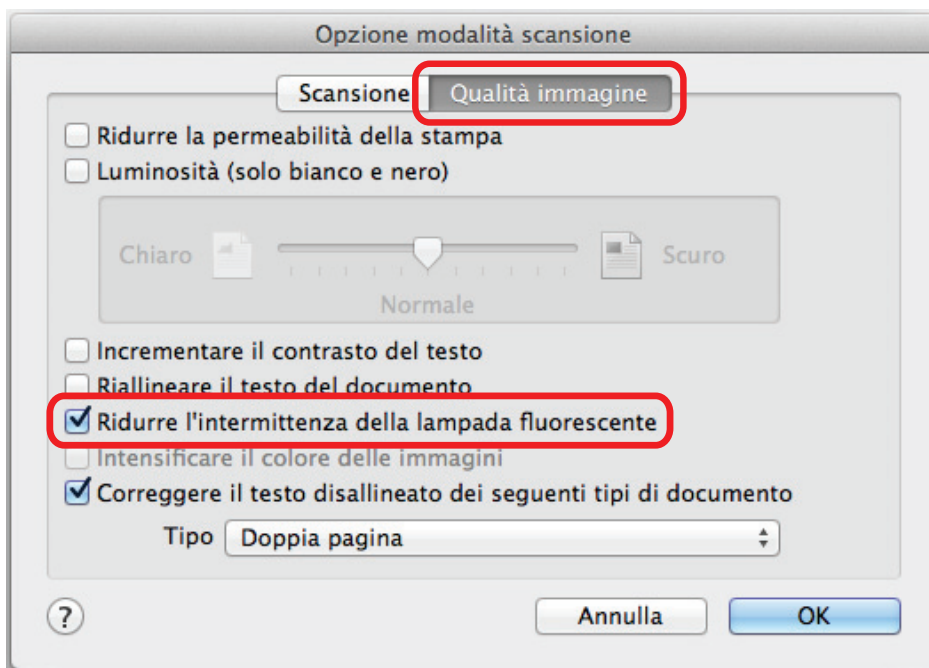 Opzione modalità scansione
Scansione Qualità immagine
Ridurre la permeabilità della stampa
Luminosità (solo bianco e nero)
Chiaro Scuro
Normale
Incrementare il contrasto del testo
Riallineare il testo del documento
Ridurre l'intermittenza della lampada fluorescente
Intensificare il colore delle immagini
Correggere il testo disallineato dei seguenti tipi di documento
Tipo Doppia pagina
? Annulla OK